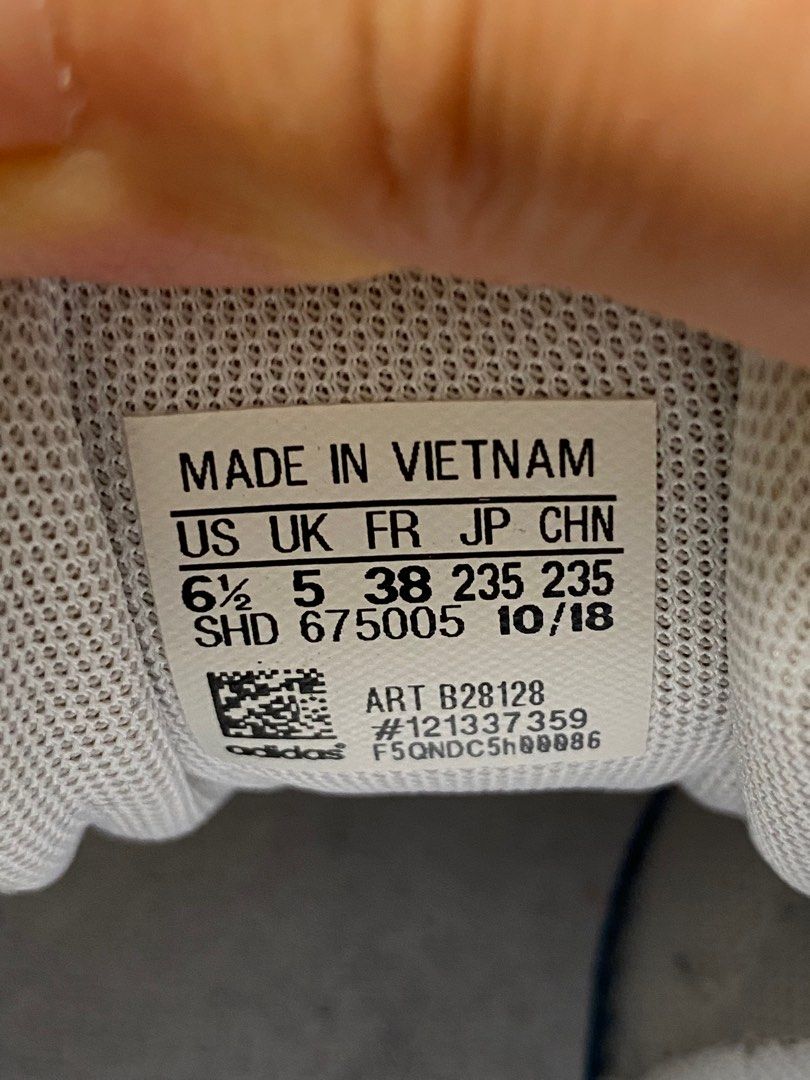 MADE IN VIETNAM
US UK FR JP CHN
6½ 5 38 235 235
SHD 675005 10/18
ART B28128
#121337359
F5QNDC5h00086
adidas